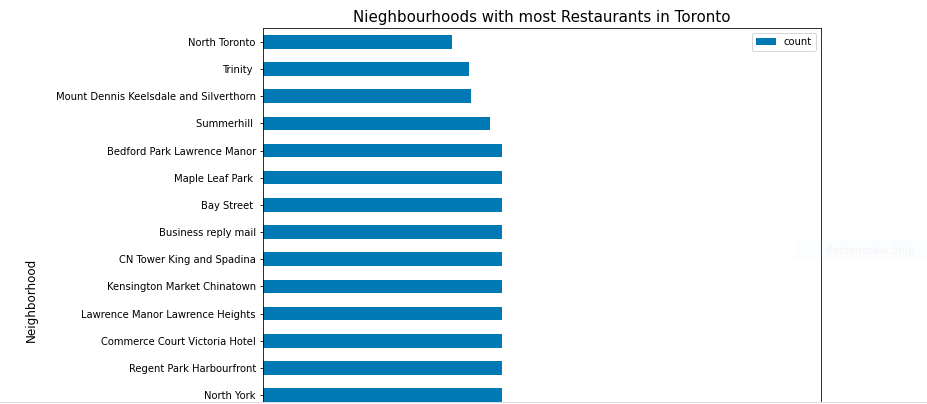 Nieghbourhoods with most Restaurants in Toronto
count
North Toronto
Trinity
Mount Dennis Keelsdale and Silverthorn
Summerhill
Bedford Park Lawrence Manor
Maple Leaf Park
Bay Street
Business reply mail
CN Tower King and Spadina
Kensington Market Chinatown
Lawrence Manor Lawrence Heights
Commerce Court Victoria Hotel
Regent Park Harbourfront
North York
Neighborhood
Rectangular Snip